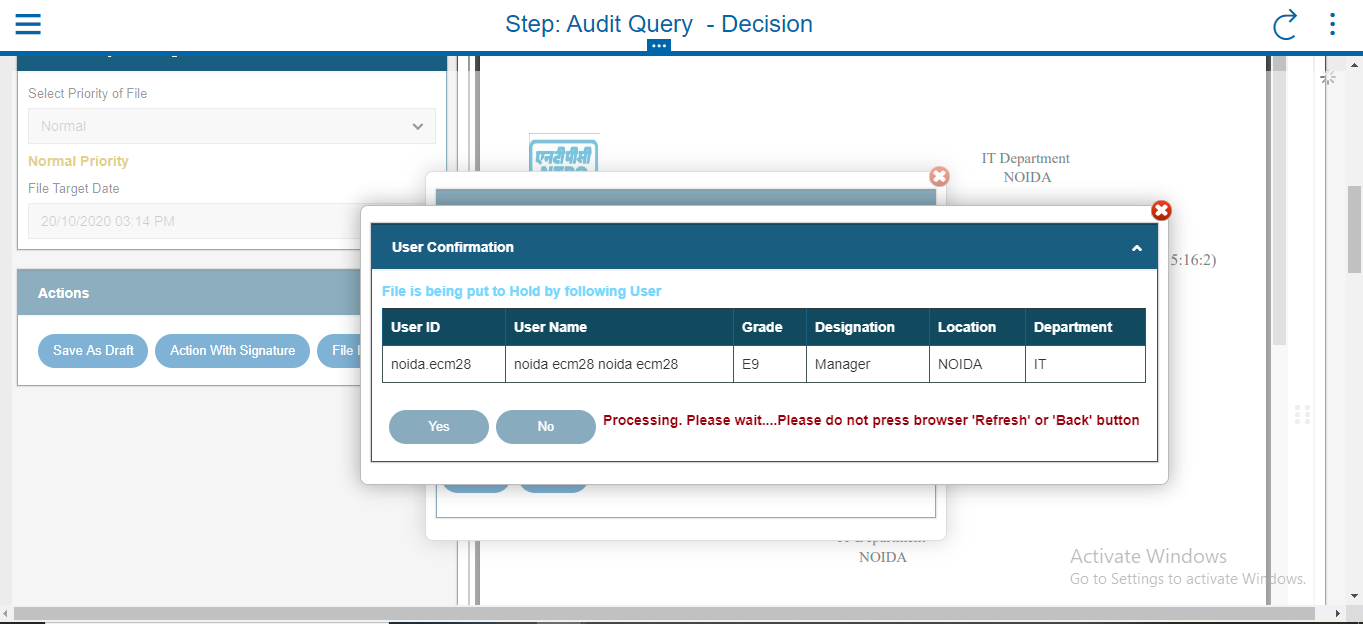 Step: Audit Query - Decision
Select Priority of File
Normal
Normal Priority
File Target Date
20/10/2020 03:14 PM
Actions
Save As Draft
Action With Signature
File
एनटीपीसी
IT Department
NOIDA
5:16:2)
User Confirmation
File is being put to Hold by following User
User ID User Name Grade Designation Location Department
noida.ecm28 noida ecm28 noida ecm28 E9 Manager NOIDA IT
Yes No Processing. Please wait....Please do not press browser 'Refresh' or 'Back' button
NOIDA
Activate Windows
Go to Settings to activate Windows.